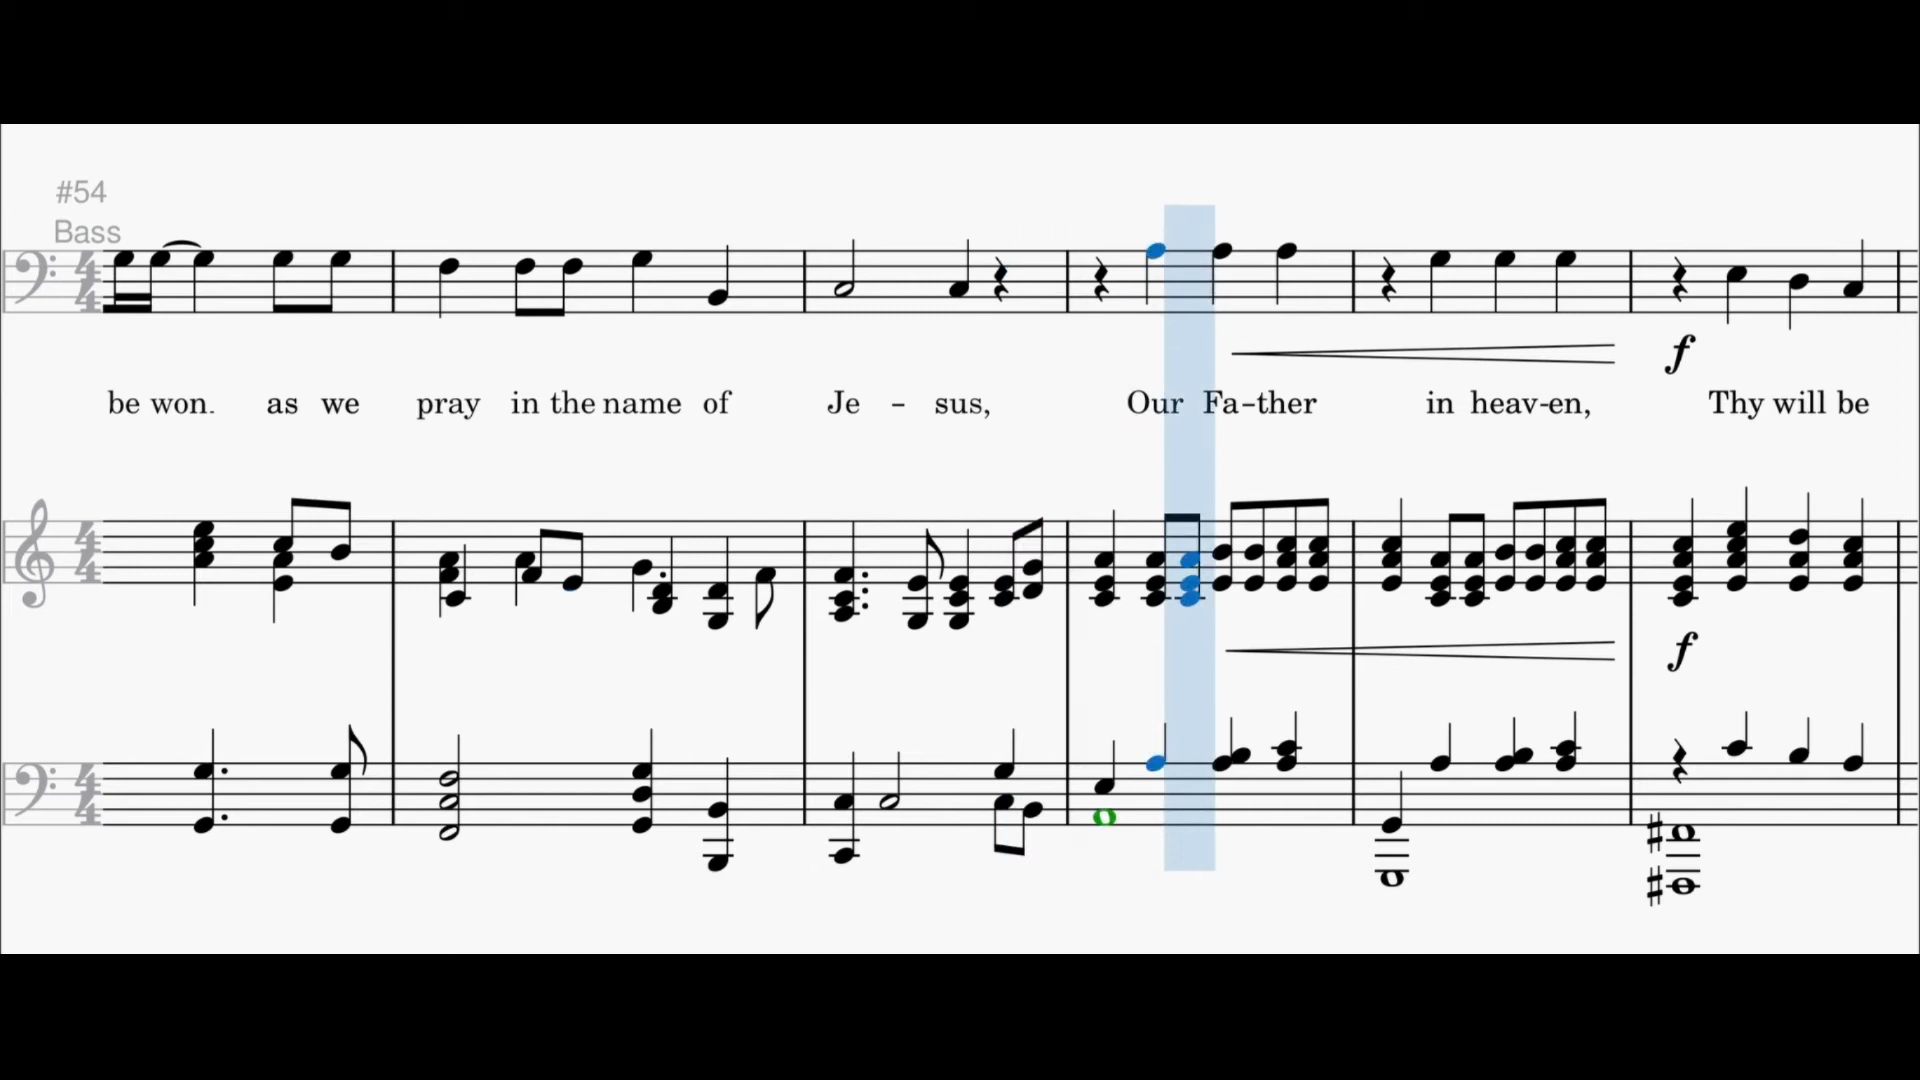 #54
Bass
be won. as we pray in the name of Je - sus, Our Fa-ther in heav-en, Thy will be
f
f